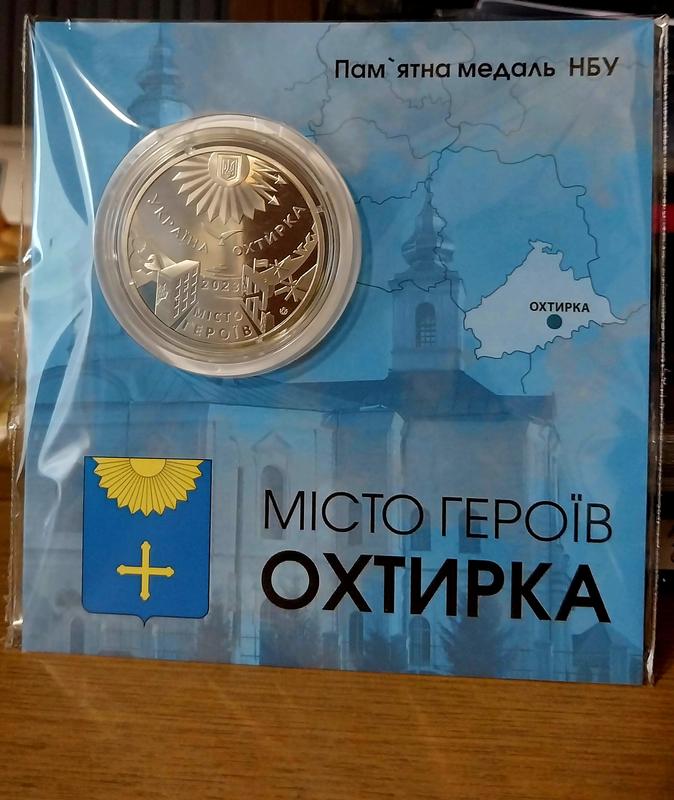 Пам`ятна медаль НБУ
УКРАЇНА ОХТИРКА
2023
МІСТО
ГЕРОЇВ
ОХТИРКА
МІСТО ГЕРОЇВ
ОХТИРКА